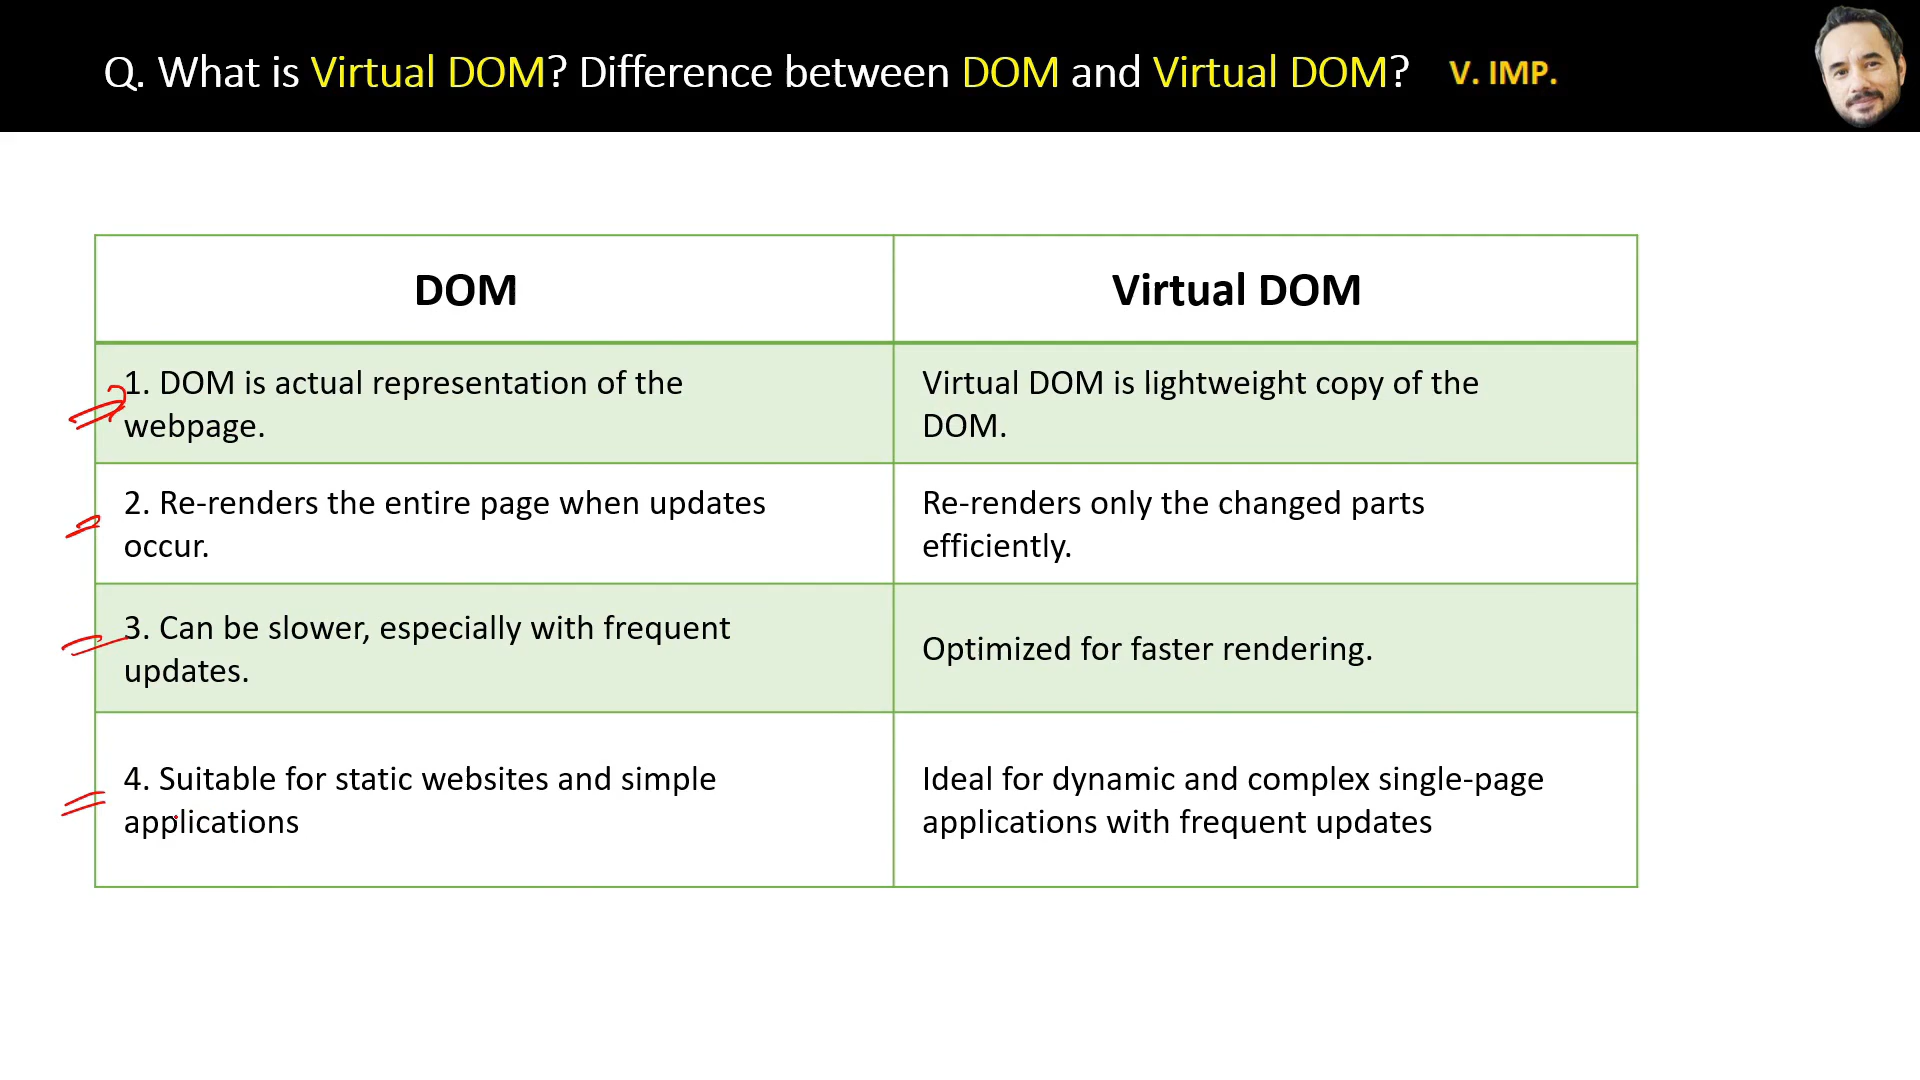 Q. What is Virtual DOM? Difference between DOM and Virtual DOM? V. IMP.
DOM
Virtual DOM
1. DOM is actual representation of the
webpage.
Virtual DOM is lightweight copy of the
DOM.
2. Re-renders the entire page when updates
occur.
Re-renders only the changed parts
efficiently.
3. Can be slower, especially with frequent
updates.
Optimized for faster rendering.
4. Suitable for static websites and simple
applications
Ideal for dynamic and complex single-page
applications with frequent updates